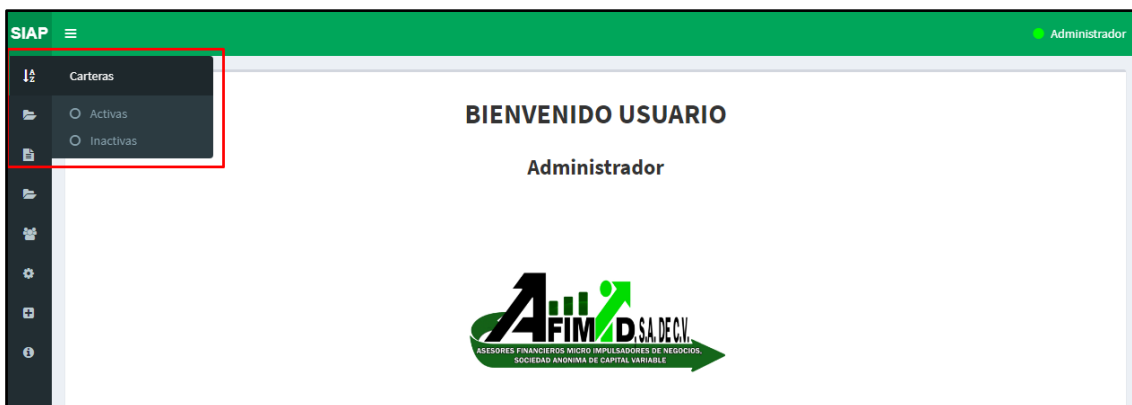 SIAP
Administrador
Carteras
Activas
Inactivas
BIENVENIDO USUARIO
Administrador
AFIMID, S.A. DE C.V.
ASESORES FINANCIEROS MICRO IMPULSADORES DE NEGOCIOS.
SOCIEDAD ANONIMA DE CAPITAL VARIABLE